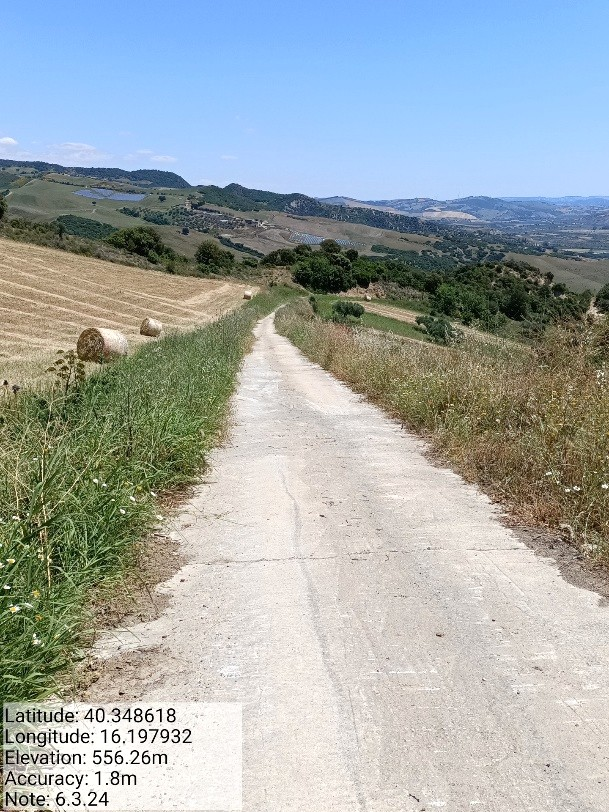 Latitude: 40.348618
Longitude: 16.197932
Elevation: 556.26m
Accuracy: 1.8m
Note: 6.3.24